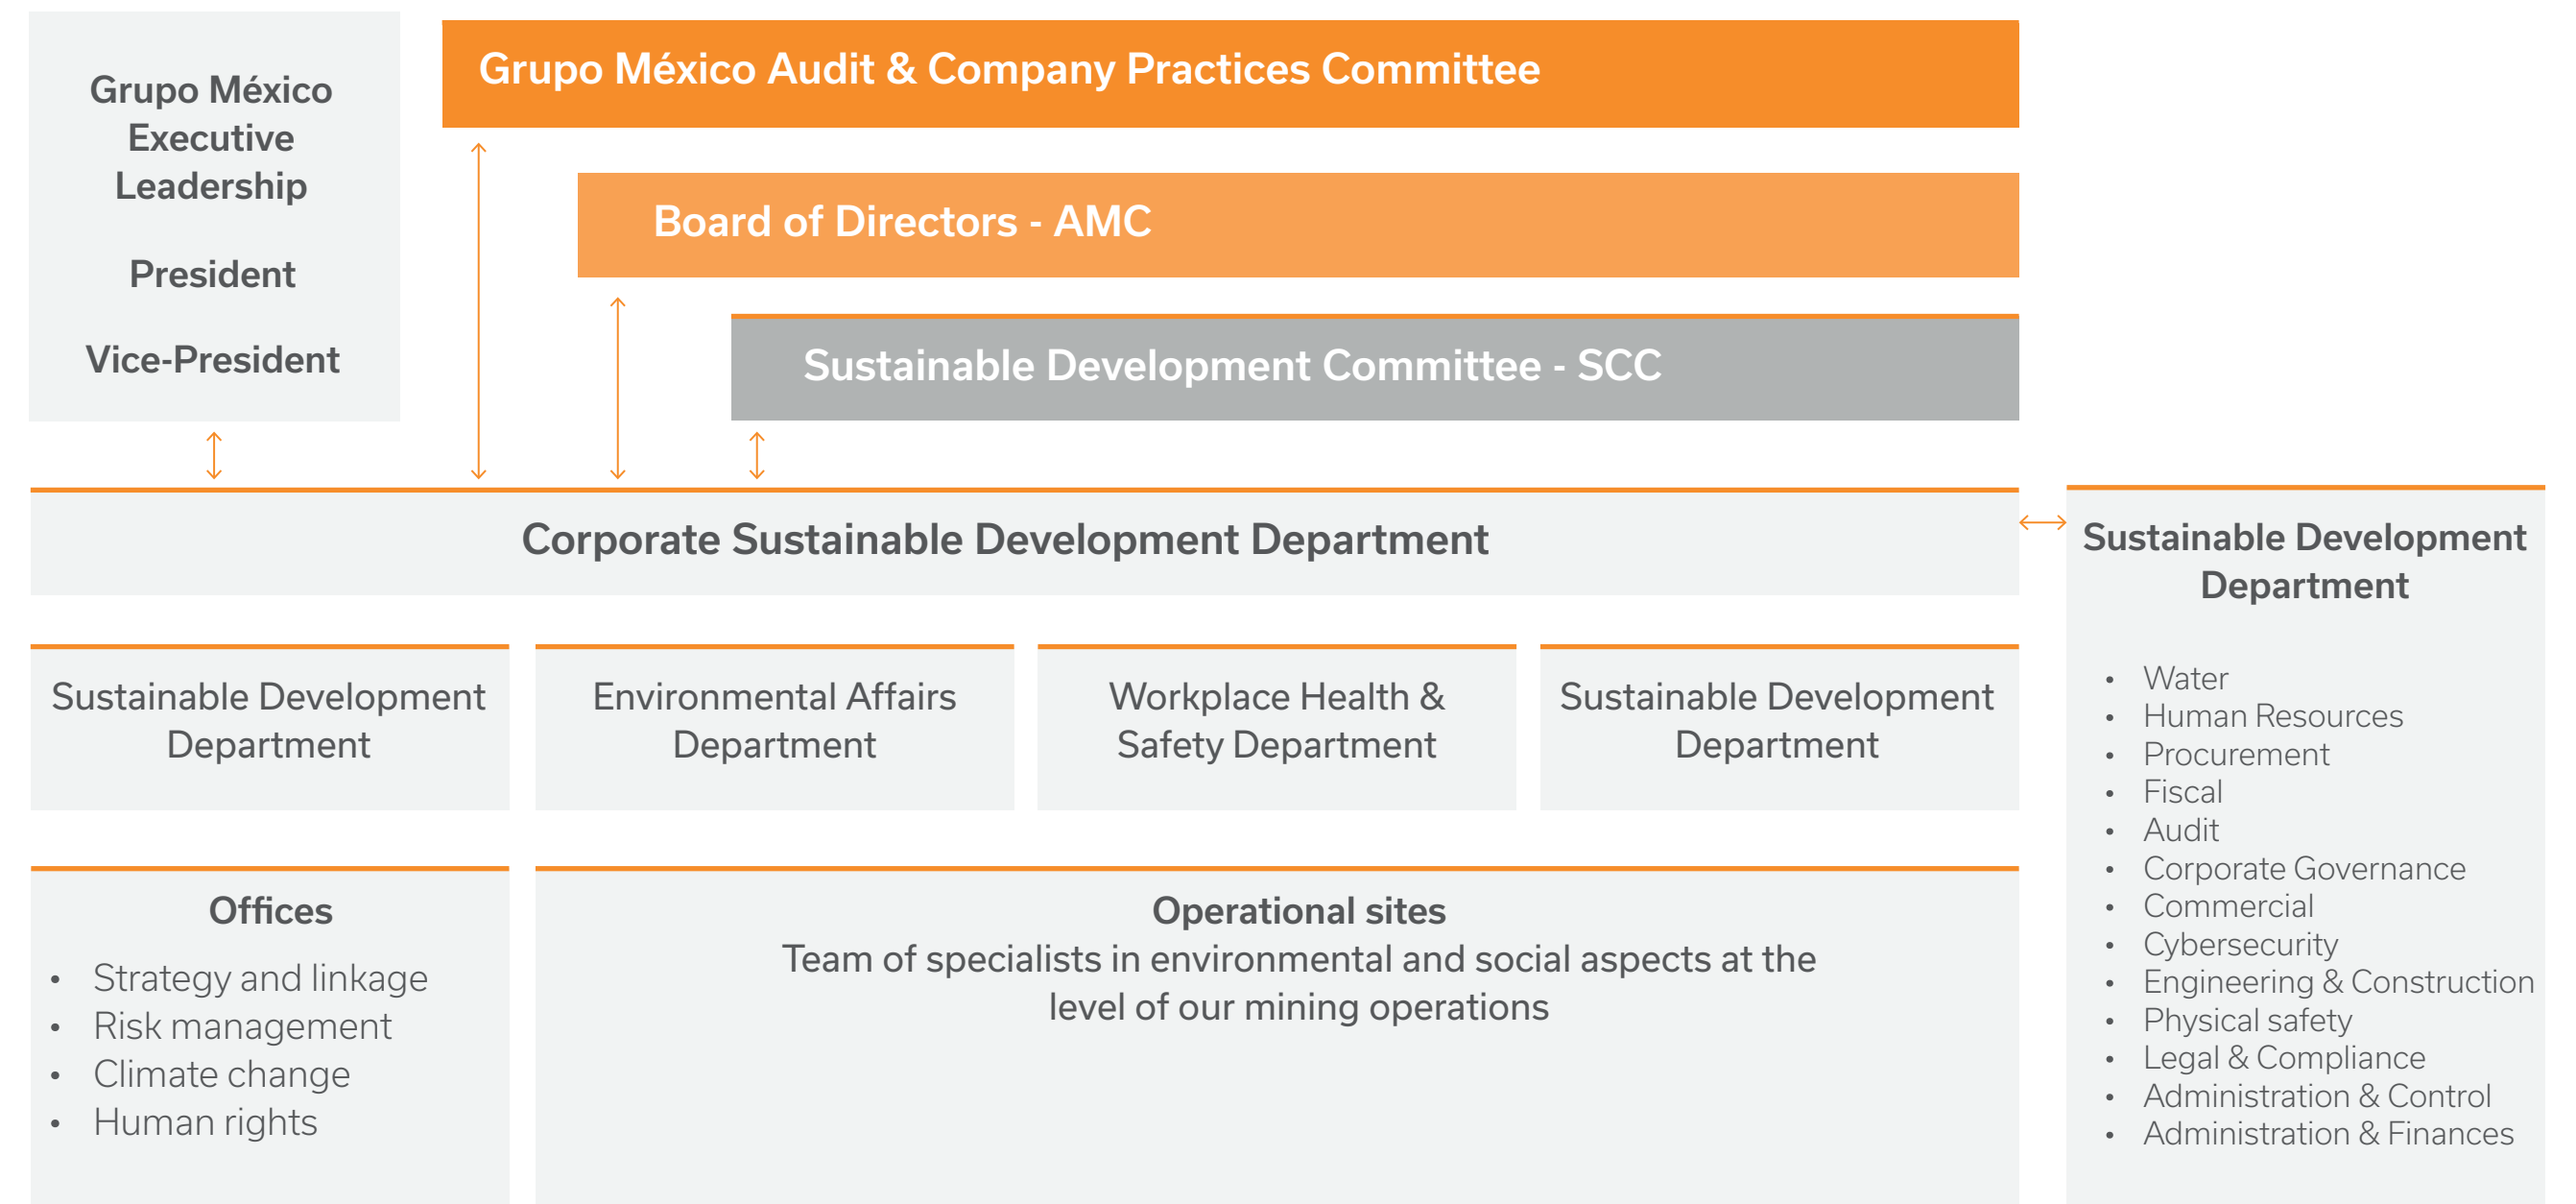 Grupo México
Executive
Leadership
President
Vice-President
Grupo México Audit & Company Practices Committee
Board of Directors - AMC
Sustainable Development Committee - SCC
Corporate Sustainable Development Department
Sustainable Development
Department
Environmental Affairs
Department
Workplace Health &
Safety Department
Sustainable Development
Department
Offices
• Strategy and linkage
• Risk management
• Climate change
• Human rights
Operational sites
Team of specialists in environmental and social aspects at the
level of our mining operations
Sustainable Development
Department
• Water
• Human Resources
• Procurement
• Fiscal
• Audit
• Corporate Governance
• Commercial
• Cybersecurity
• Engineering & Construction
• Physical safety
• Legal & Compliance
• Administration & Control
• Administration & Finances